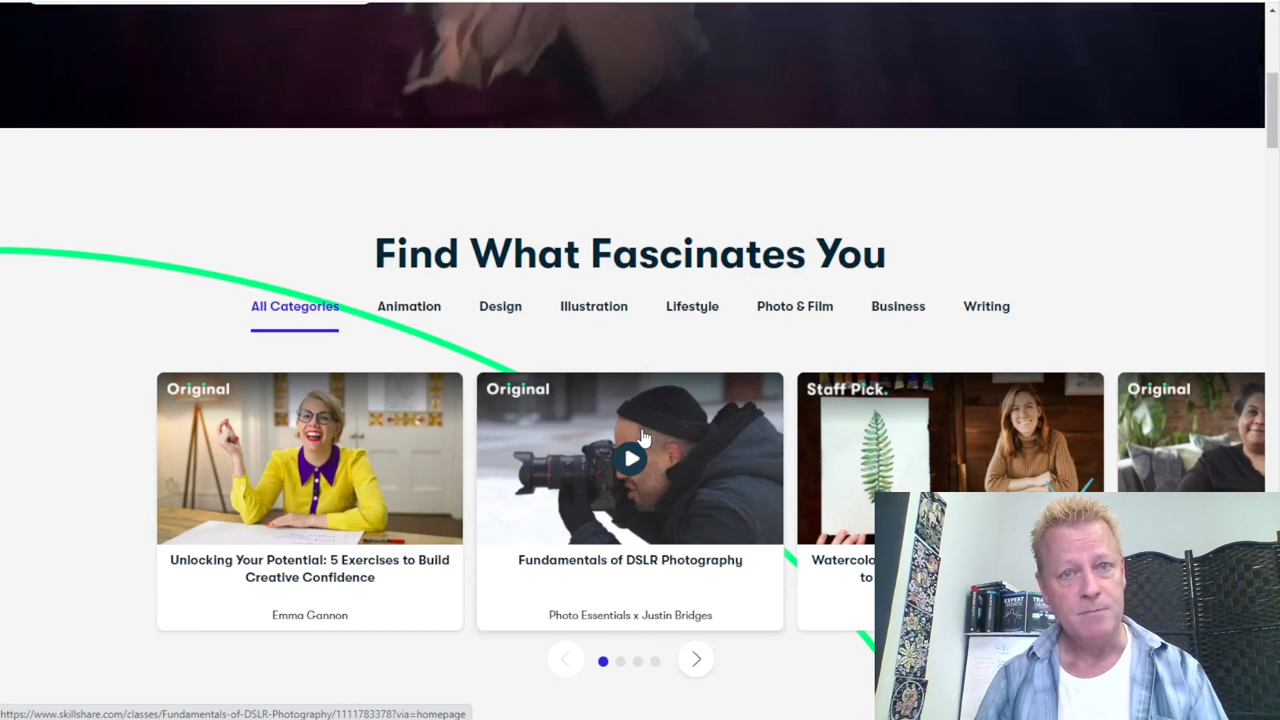 Find What Fascinates You
All Categories Animation Design Illustration Lifestyle Photo & Film Business Writing
Original
Original
Staff Pick.
Original
Unlocking Your Potential: 5 Exercises to Build
Creative Confidence
Emma Gannon
Fundamentals of DSLR Photography
Photo Essentials x Justin Bridges
to
EXPERT
https://www.skillshare.com/classes/Fundamentals-of-DSLR-Photography/1111783378?via=homepage